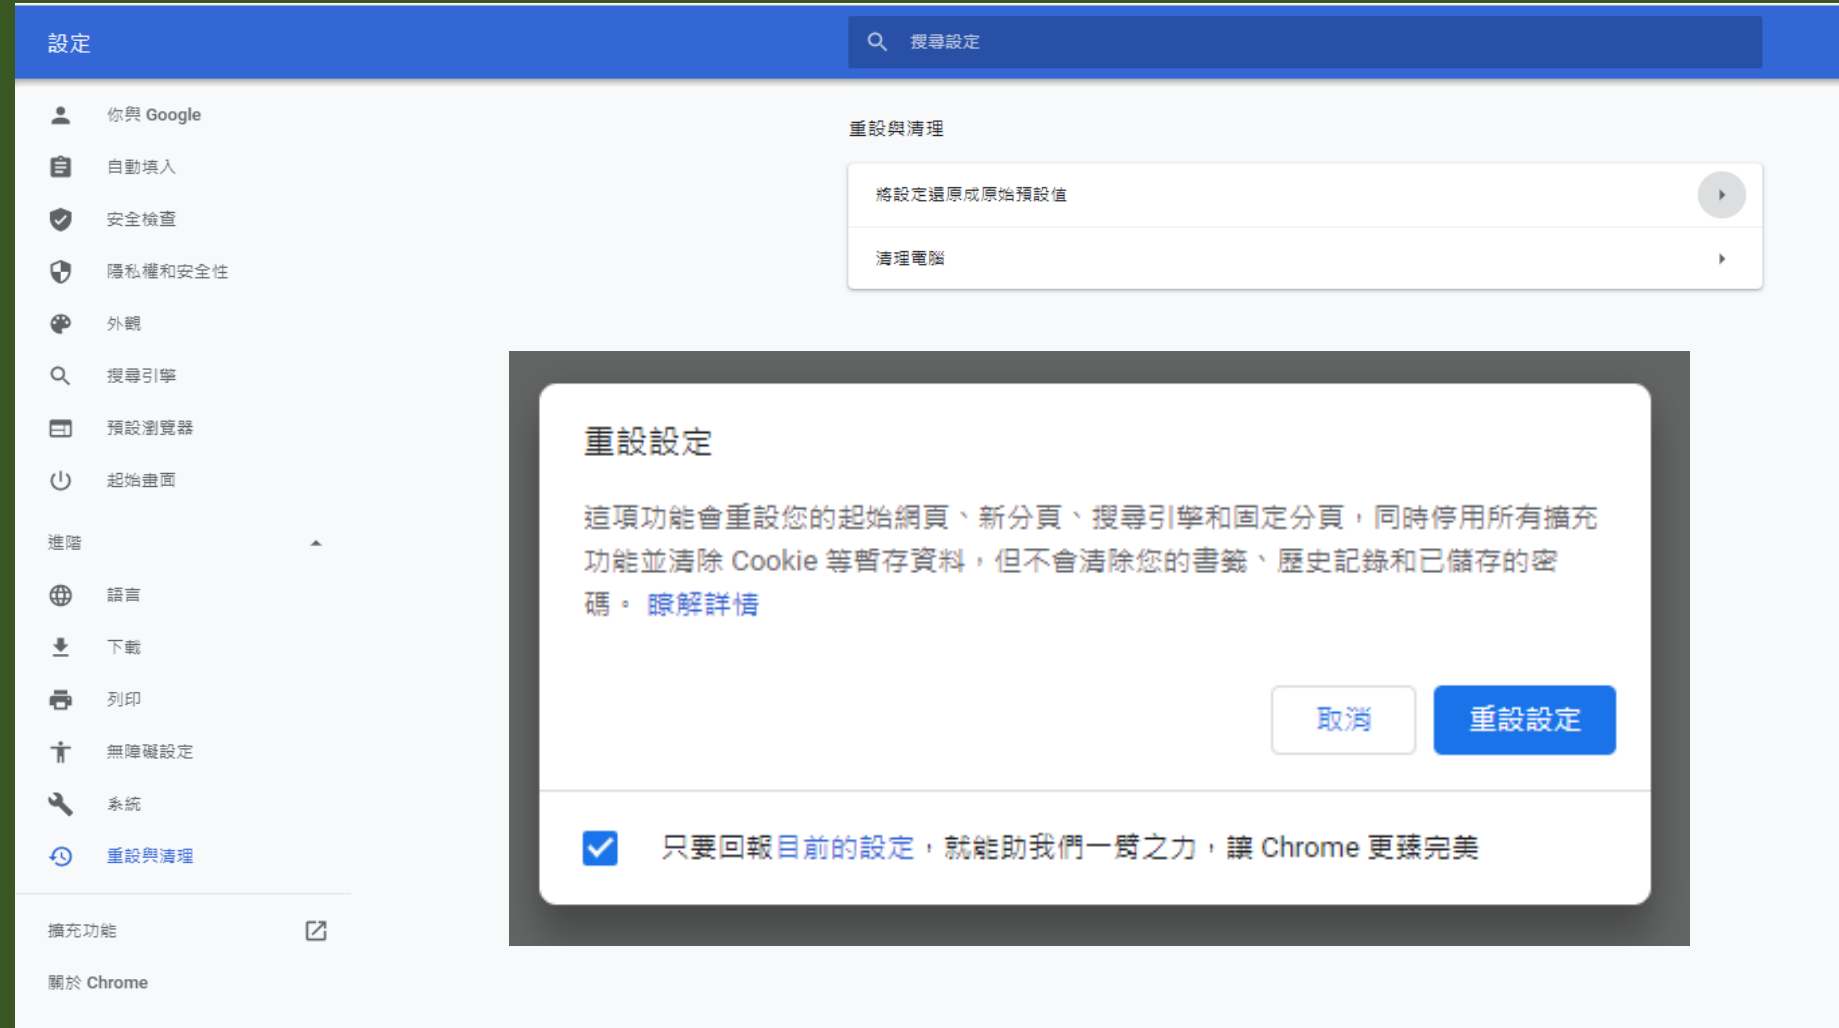 設定
搜尋設定
你與 Google
自動填入
安全檢查
隱私權和安全性
外觀
搜尋引擎
預設瀏覽器
起始畫面
進階
語言
下載
列印
無障礙設定
系統
重設與清理
擴充功能
關於 Chrome
重設與清理
將設定還原成原始預設值
清理電腦
重設設定
這項功能會重設您的起始網頁、新分頁、搜尋引擎和固定分頁，同時停用所有擴充
功能並清除 Cookie 等暫存資料，但不會清除您的書籤、歷史記錄和已儲存的密
碼。 瞭解詳情
取消
重設設定
只要回報目前的設定，就能助我們一臂之力，讓 Chrome 更臻完美